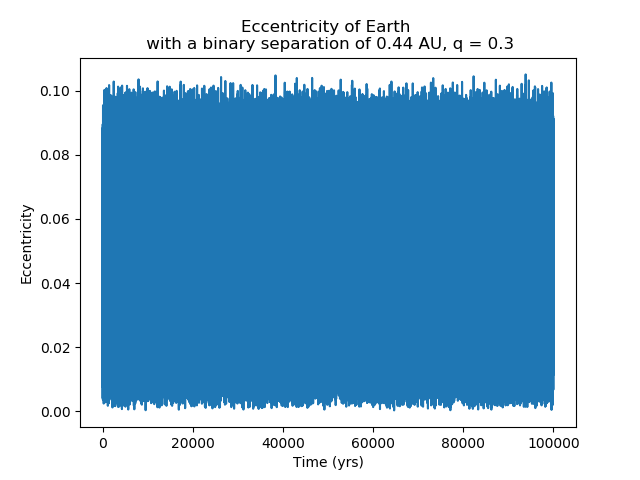 Eccentricity of Earth
with a binary separation of 0.44 AU, q = 0.3
Eccentricity
0.10
0.08
0.06
0.04
0.02
0.00
0 20000 40000 60000 80000 100000
Time (yrs)